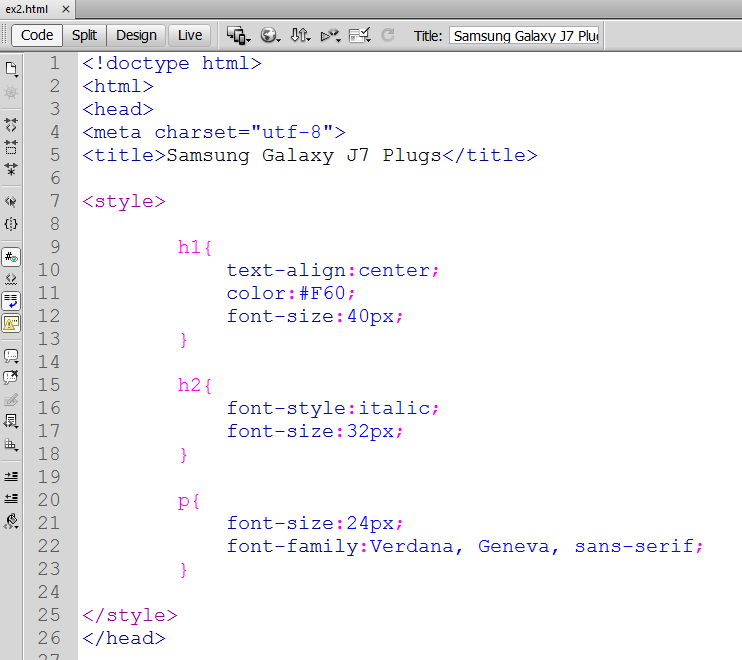 ex2.html ×
Code Split Design Live Title: Samsung Galaxy J7 Plug
1 <!doctype html>
2 <html>
3 <head>
4 <meta charset="utf-8">
5 <title>Samsung Galaxy J7 Plugs</title>
6
7 <style>
8
9 h1{
10 text-align:center;
11 color:#F60;
12 font-size:40px;
13 }
14
15 h2{
16 font-style:italic;
17 font-size:32px;
18 }
19
20 p{
21 font-size:24px;
22 font-family:Verdana, Geneva, sans-serif;
23 }
24
25 </style>
26 </head>
27